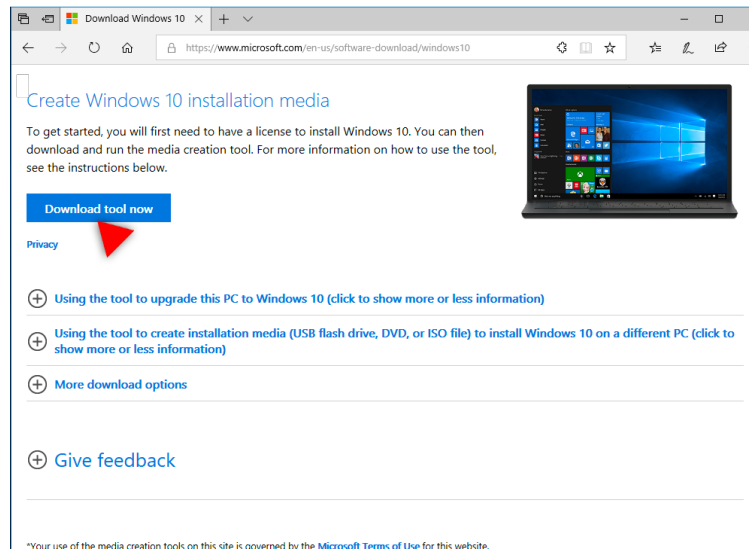 Download Windows 10
https://www.microsoft.com/en-us/software-download/windows10
Create Windows 10 installation media
To get started, you will first need to have a license to install Windows 10. You can then
download and run the media creation tool. For more information on how to use the tool,
see the instructions below.
Download tool now
Privacy
Using the tool to upgrade this PC to Windows 10 (click to show more or less information)
Using the tool to create installation media (USB flash drive, DVD, or ISO file) to install Windows 10 on a different PC (click to
show more or less information)
More download options
Give feedback
*Your use of the media creation tools on this site is governed by the Microsoft Terms of Use for this website.